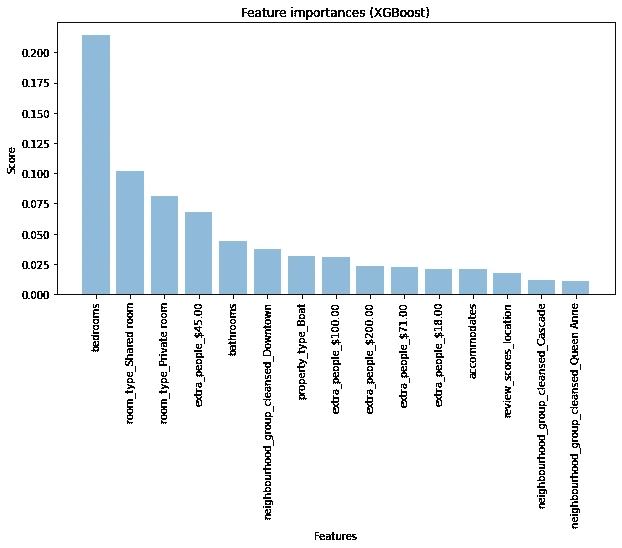 Feature importances (XGBoost)
0.200
0.175
0.150
0.125
0.100
0.075
0.050
0.025
0.000
Score
bedrooms
room_type_Shared room
room_type_Private room
extra_people_$45.00
bathrooms
neighbourhood_group_cleansed_Downtown
property_type_Boat
extra_people_$100.00
extra_people_$200.00
extra_people_$71.00
extra_people_$18.00
accommodates
review_scores_location
neighbourhood_group_cleansed_Cascade
neighbourhood_group_cleansed_Queen Anne
Features